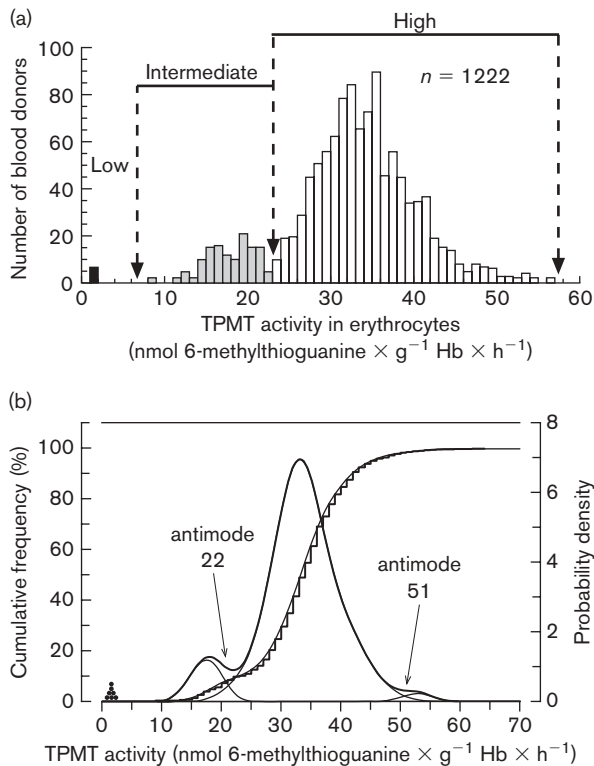 (a)
High
100
80
60
40
20
0
Number of blood donors
Intermediate
n = 1222
Low
0 10 20 30 40 50 60
TPMT activity in erythrocytes
(nmol 6-methylthioguanine × g⁻¹ Hb × h⁻¹)
(b)
100
80
60
40
20
0
Cumulative frequency (%)
antimode
22
antimode
51
8
6
4
2
0
Probability density
0 10 20 30 40 50 60 70
TPMT activity (nmol 6-methylthioguanine × g⁻¹ Hb × h⁻¹)